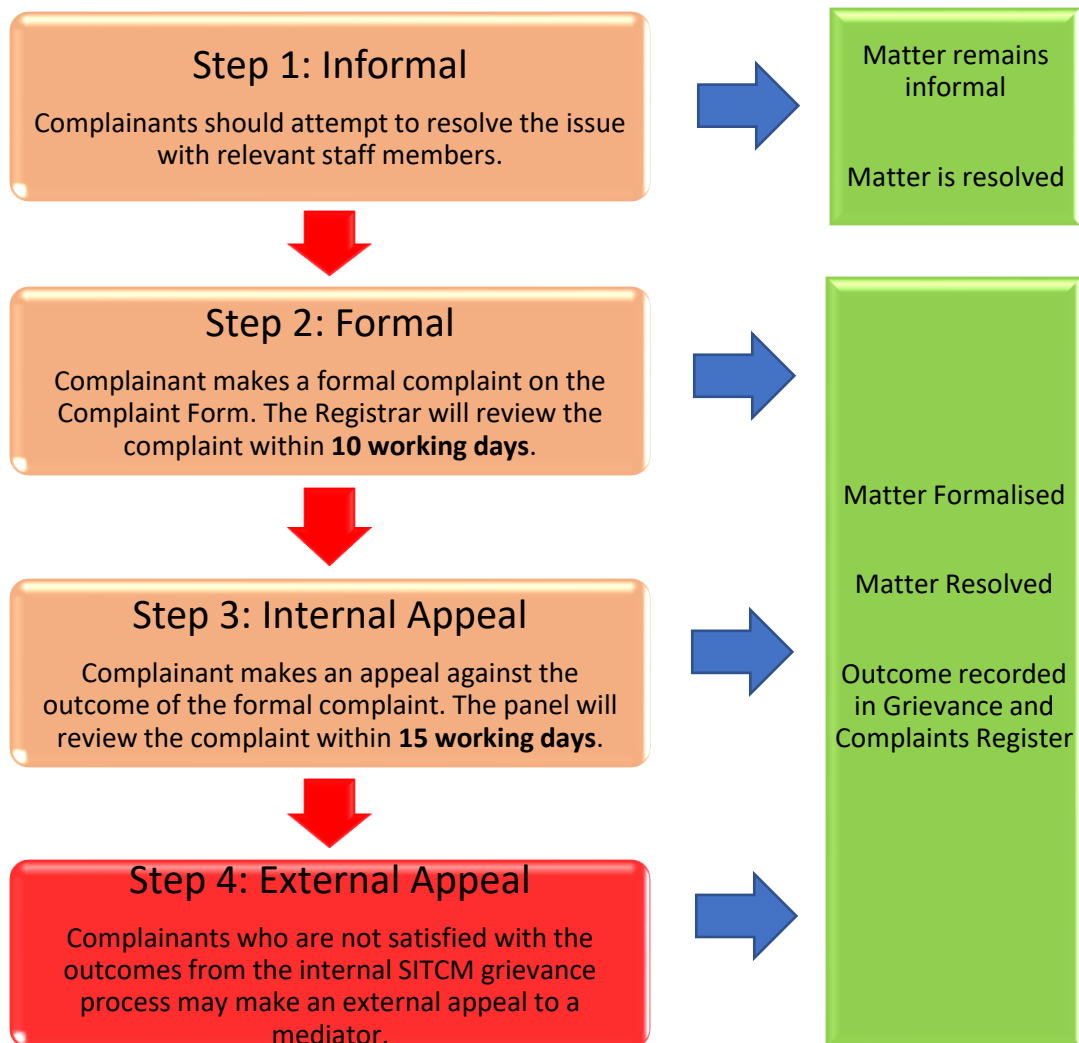 Step 1: Informal
Complainants should attempt to resolve the issue
with relevant staff members.
Matter remains
informal
Matter is resolved
Step 2: Formal
Complainant makes a formal complaint on the
Complaint Form. The Registrar will review the
complaint within 10 working days.
Step 3: Internal Appeal
Complainant makes an appeal against the
outcome of the formal complaint. The panel will
review the complaint within 15 working days.
Step 4: External Appeal
Complainants who are not satisfied with the
outcomes from the internal SITCM grievance
process may make an external appeal to a
mediator.
Matter Formalised
Matter Resolved
Outcome recorded
in Grievance and
Complaints Register